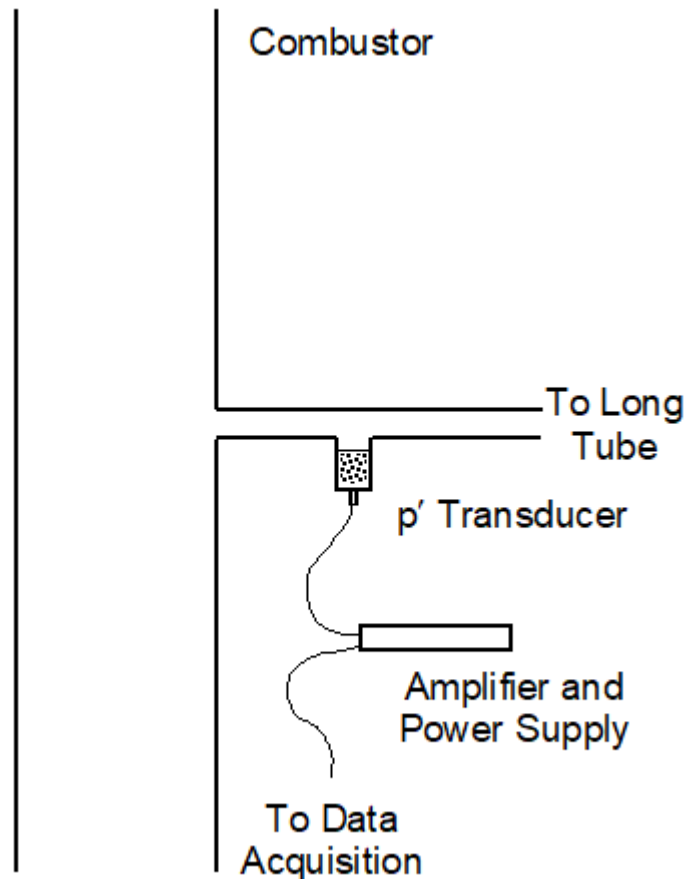 Combustor
To Long
Tube
p′ Transducer
Amplifier and
Power Supply
To Data
Acquisition